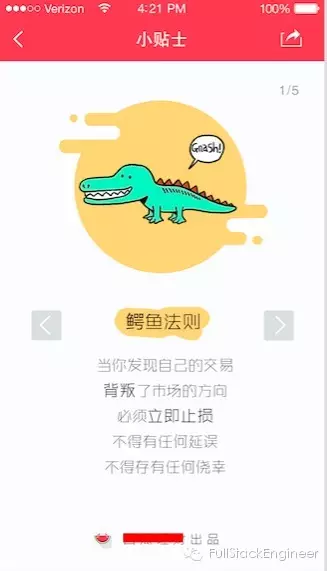 Verizon 4:21 PM 100%
小贴士
1/5
Gnash!
鳄鱼法则
当你发现自己的交易
背叛了市场的方向
必须立即止损
不得有任何延误
不得存有任何侥幸
出品
FullStackEngineer